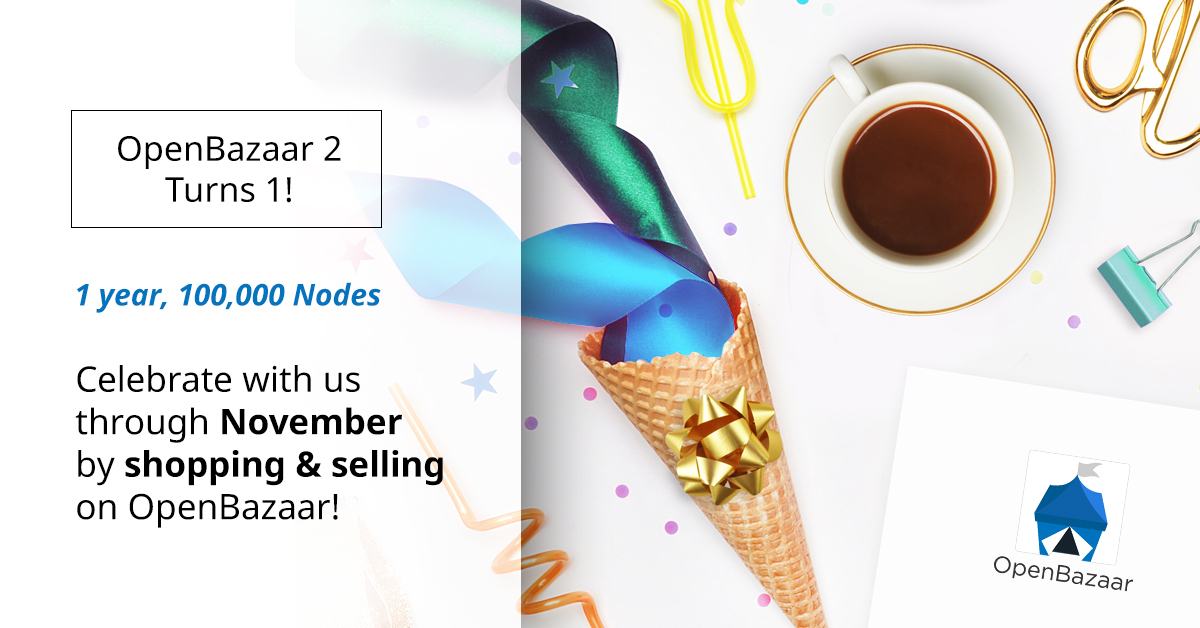 OpenBazaar 2
Turns 1!
1 year, 100,000 Nodes
Celebrate with us
through November
by shopping & selling
on OpenBazaar!
OpenBazaar